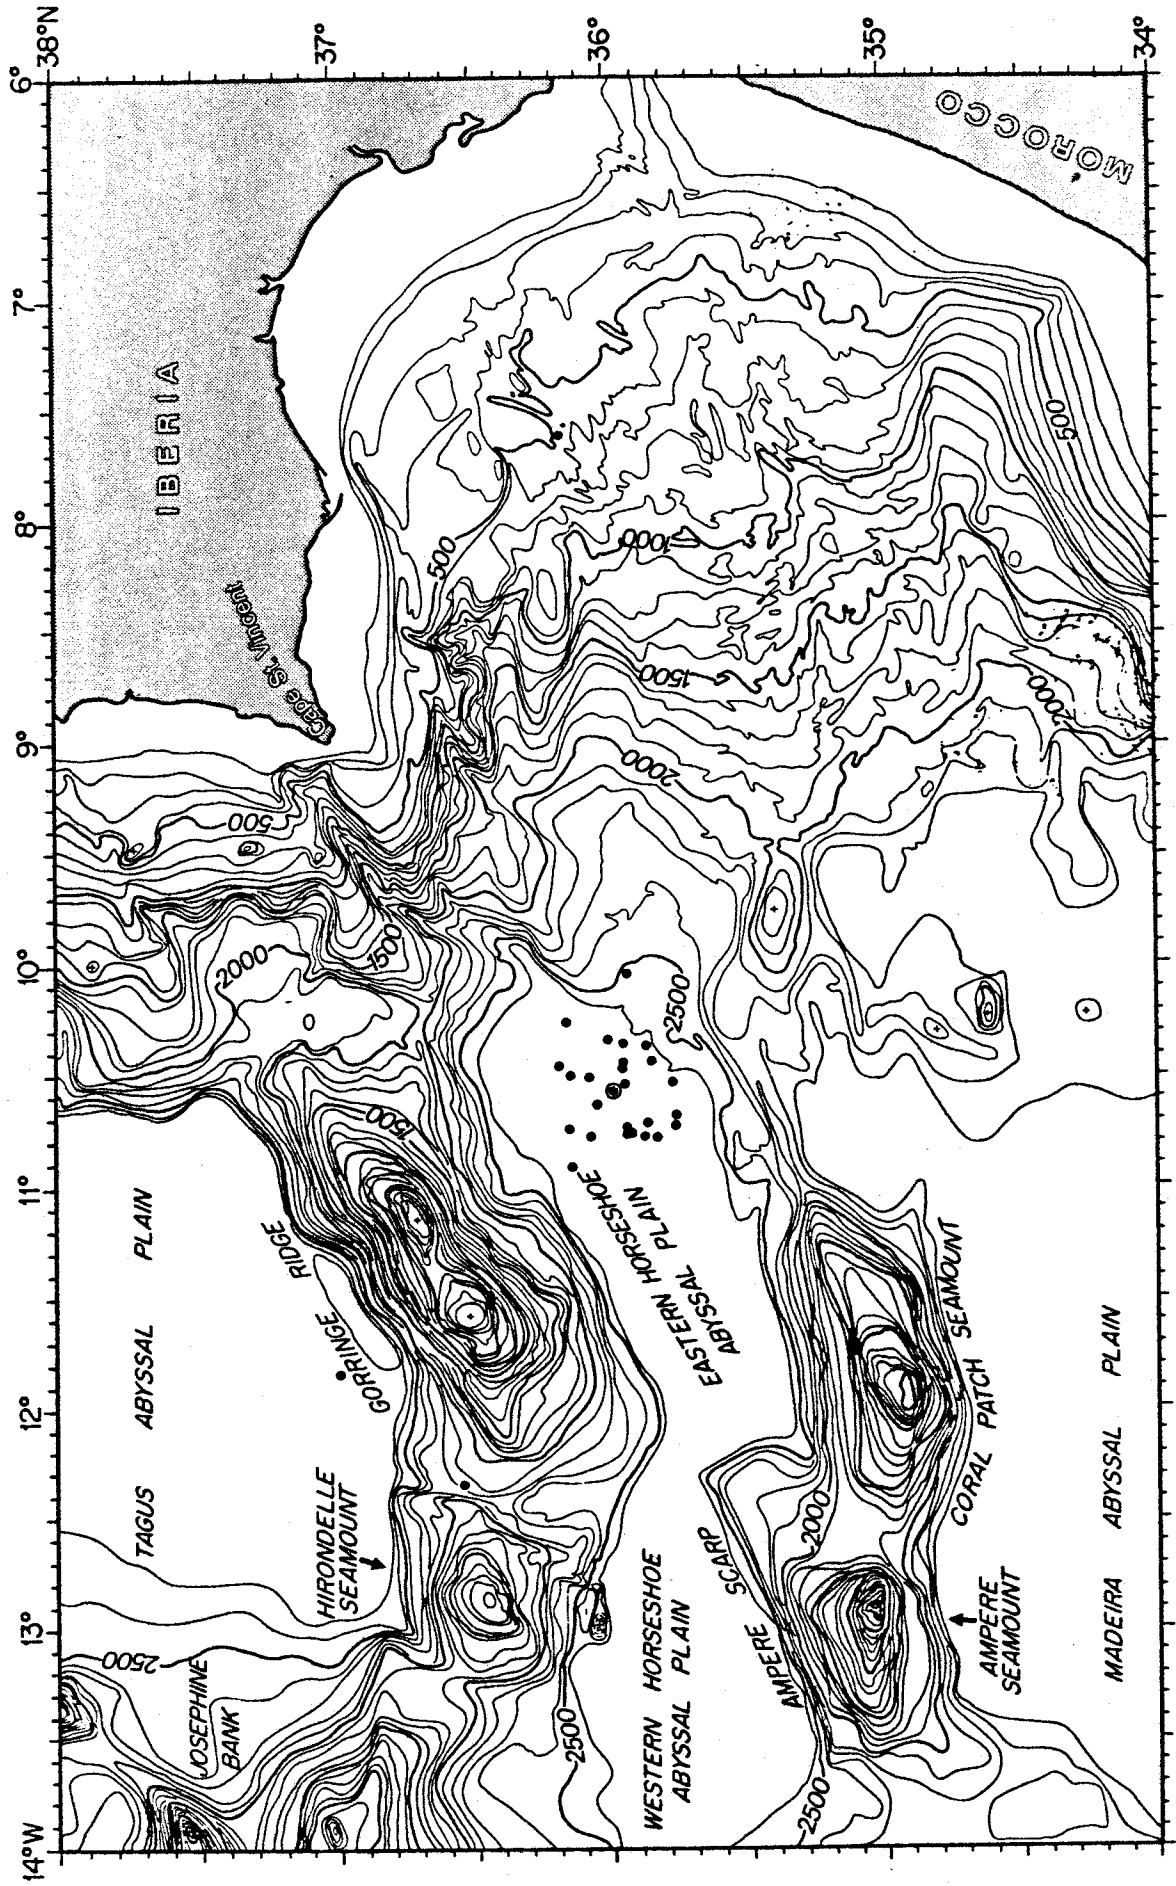 14°W
13°
12°
11°
10°
9°
8°
7°
6°
38°N
37°
36°
35°
34°
IBERIA
MOROCCO
Cape St. Vincent
TAGUS ABYSSAL PLAIN
JOSEPHINE
BANK
HIRONDELLE
SEAMOUNT
GORRINGE RIDGE
WESTERN HORSESHOE
ABYSSAL PLAIN
EASTERN HORSESHOE
ABYSSAL PLAIN
AMPERE SCARP
AMPERE
SEAMOUNT
CORAL PATCH SEAMOUNT
MADEIRA ABYSSAL PLAIN
2500
2500
2500
2000
1500
2000
1500
500
2500
500
2000
1500
1000
2000
500